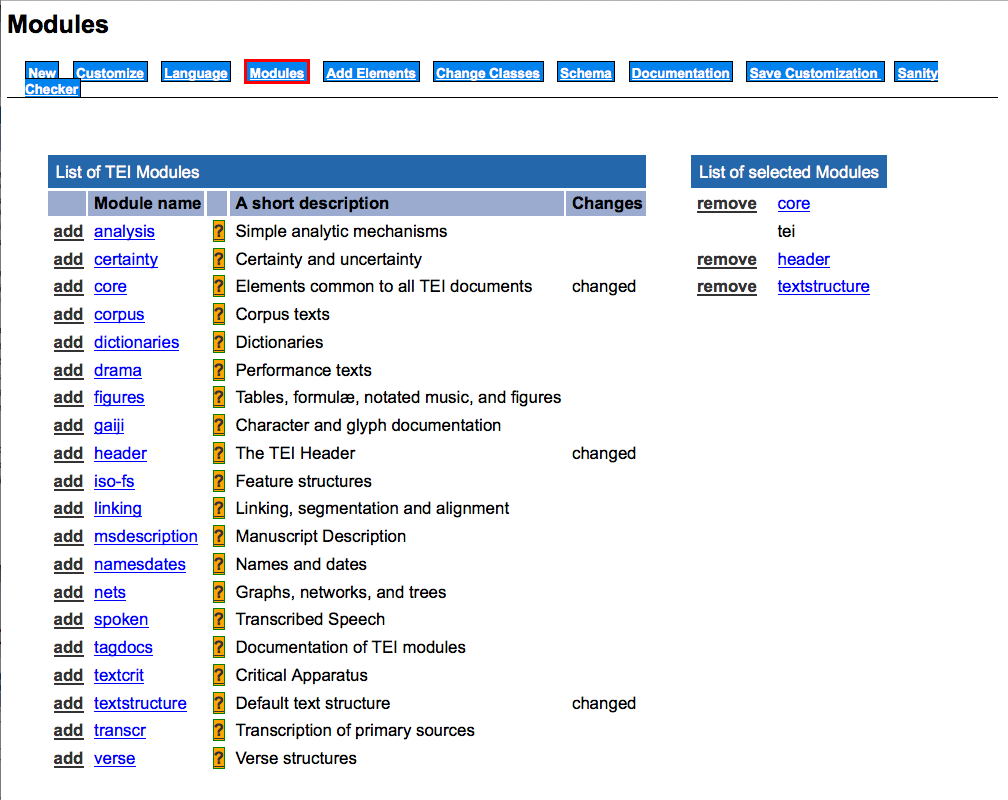 Modules
New Customize Language Modules Add Elements Change Classes Schema Documentation Save Customization Sanity
Checker
List of TEI Modules
Module name A short description Changes
add analysis ? Simple analytic mechanisms
add certainty ? Certainty and uncertainty
add core ? Elements common to all TEI documents changed
add corpus ? Corpus texts
add dictionaries ? Dictionaries
add drama ? Performance texts
add figures ? Tables, formulæ, notated music, and figures
add gaiji ? Character and glyph documentation
add header ? The TEI Header changed
add iso-fs ? Feature structures
add linking ? Linking, segmentation and alignment
add msdescription ? Manuscript Description
add namesdates ? Names and dates
add nets ? Graphs, networks, and trees
add spoken ? Transcribed Speech
add tagdocs ? Documentation of TEI modules
add textcrit ? Critical Apparatus
add textstructure ? Default text structure changed
add transcr ? Transcription of primary sources
add verse ? Verse structures
List of selected Modules
remove core
tei
remove header
remove textstructure